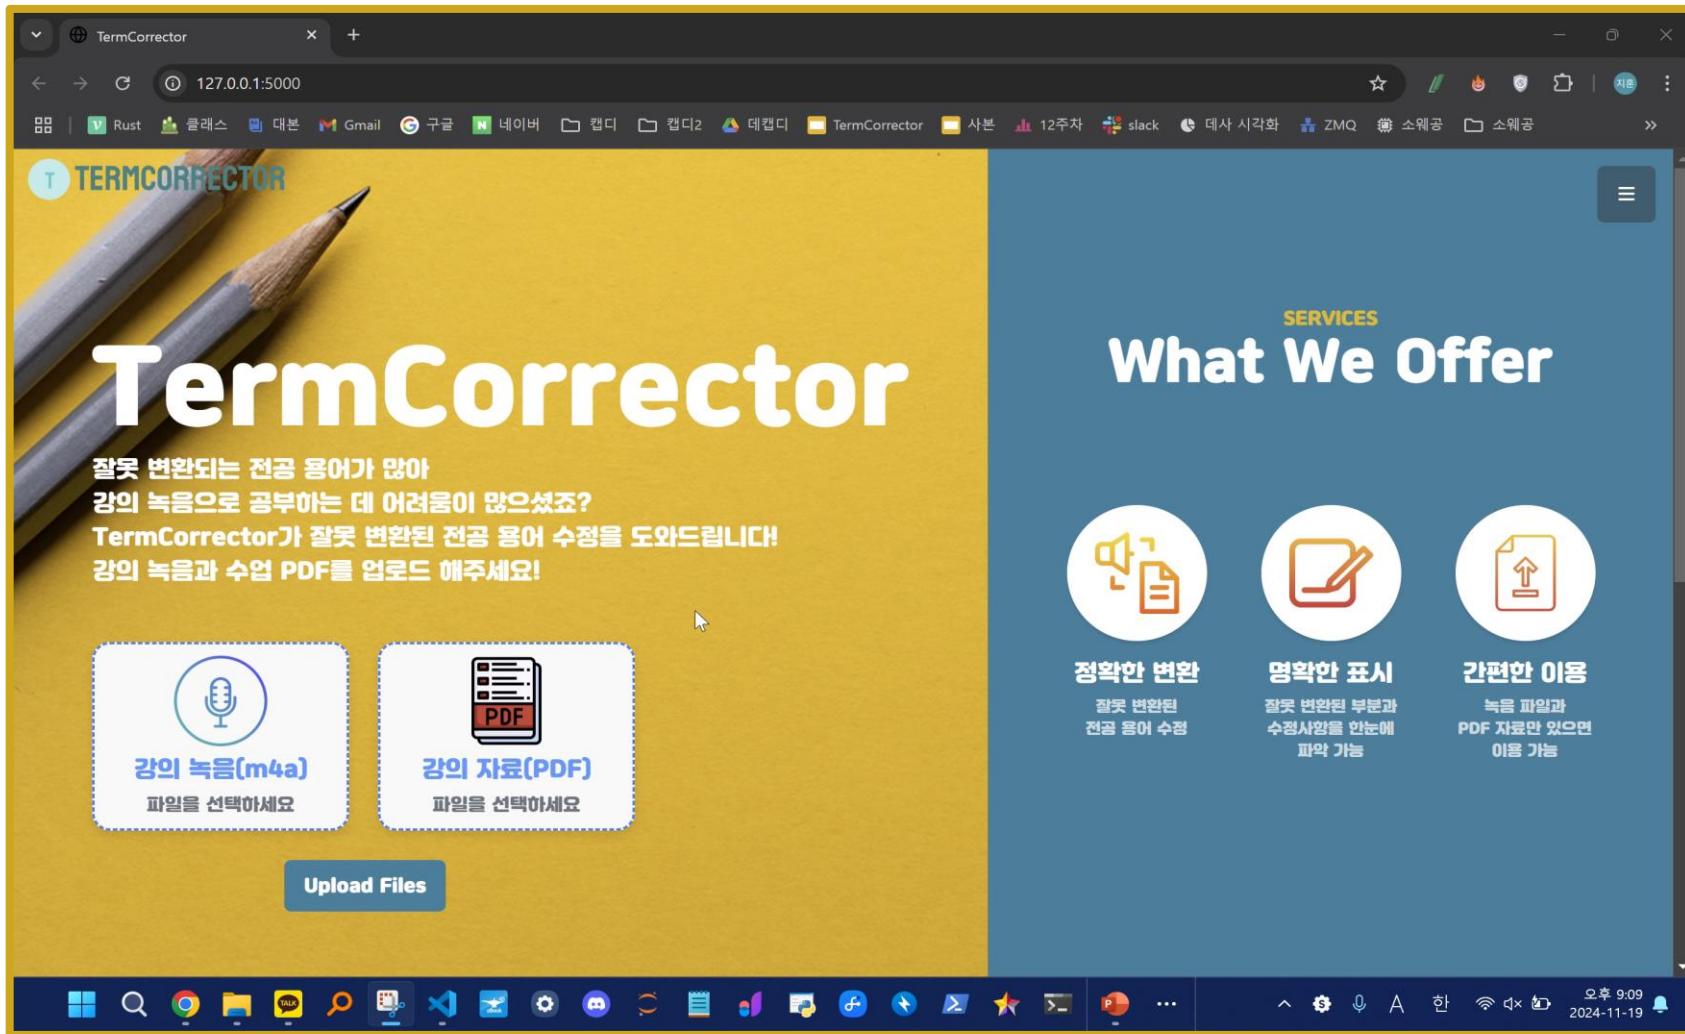 TermCorrector
127.0.0.1:5000
지훈
Rust 클래스 대본 Gmail 구글 네이버 캡디 캡디2 데캡디 TermCorrector 사본 12주차 slack 데사 시각화 ZMQ 소웨공 소웨공
T TERMCORRECTOR
TermCorrector
잘못 변환되는 전공 용어가 많아
강의 녹음으로 공부하는 데 어려움이 많으셨죠?
TermCorrector가 잘못 변환된 전공 용어 수정을 도와드립니다!
강의 녹음과 수업 PDF를 업로드 해주세요!
강의 녹음(m4a)
파일을 선택하세요
PDF
강의 자료(PDF)
파일을 선택하세요
Upload Files
SERVICES
What We Offer
정확한 변환
잘못 변환된
전공 용어 수정
명확한 표시
잘못 변환된 부분과
수정사항을 한눈에
파악 가능
간편한 이용
녹음 파일과
PDF 자료만 있으면
이용 가능
TALK
A 한
오후 9:09
2024-11-19